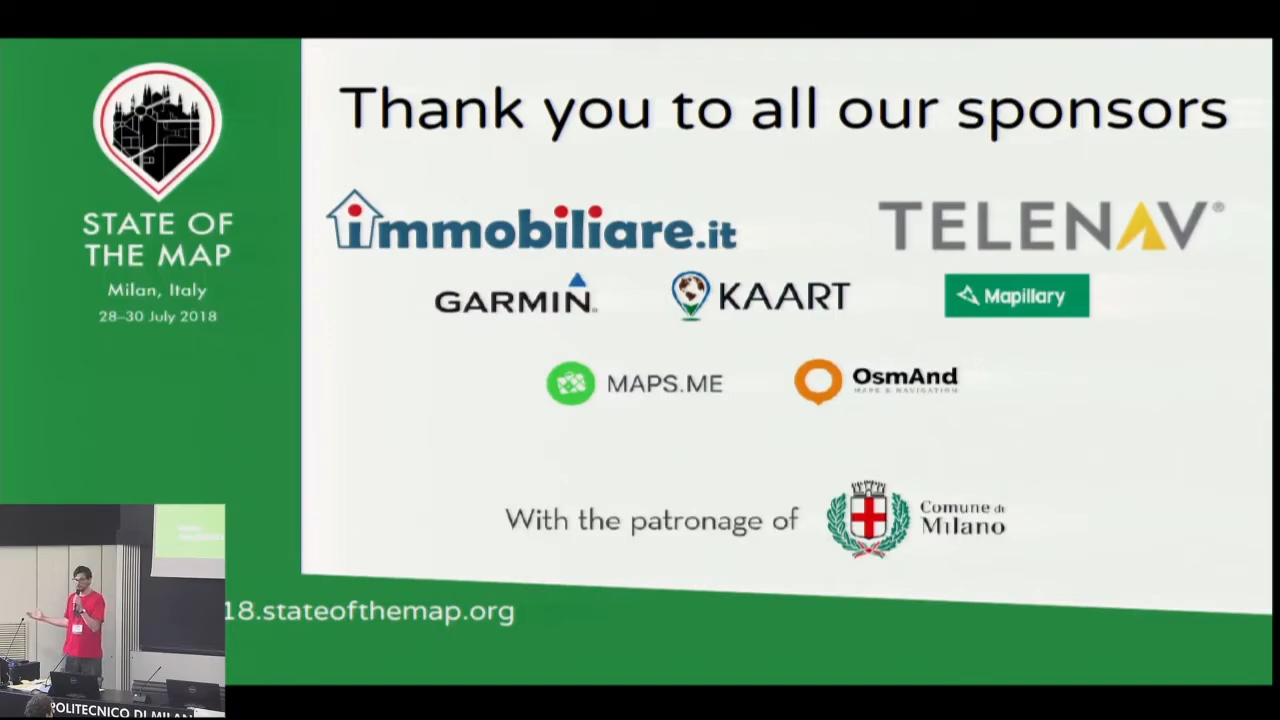 STATE OF
THE MAP
Milan, Italy
28–30 July 2018
Thank you to all our sponsors
immobiliare.it
TELENAV®
GARMIN
KAART
Mapillary
MAPS.ME
OsmAnd
MAPS & NAVIGATION
With the patronage of
Comune di
Milano
18.stateofthemap.org
POLITECNICO DI MILAN